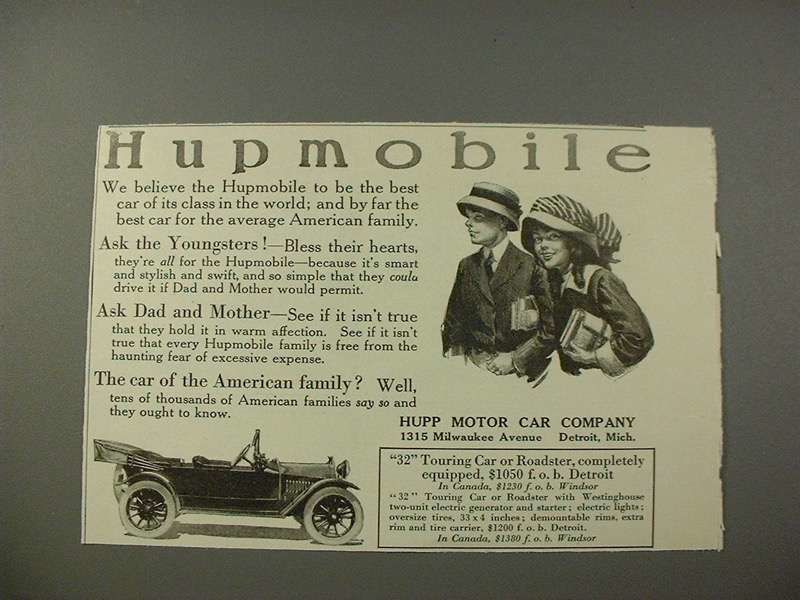 Hupmobile
We believe the Hupmobile to be the best
car of its class in the world; and by far the
best car for the average American family.
Ask the Youngsters!—Bless their hearts,
they're all for the Hupmobile—because it's smart
and stylish and swift, and so simple that they could
drive it if Dad and Mother would permit.
Ask Dad and Mother—See if it isn't true
that they hold it in warm affection. See if it isn't
true that every Hupmobile family is free from the
haunting fear of excessive expense.
The car of the American family? Well,
tens of thousands of American families say so and
they ought to know.
HUPP MOTOR CAR COMPANY
1315 Milwaukee Avenue Detroit, Mich.
"32" Touring Car or Roadster, completely
equipped, $1050 f. o. b. Detroit
In Canada, $1230 f. o. b. Windsor
"32" Touring Car or Roadster with Westinghouse
two-unit electric generator and starter; electric lights;
oversize tires, 33 x 4 inches; demountable rims, extra
rim and tire carrier, $1200 f. o. b. Detroit.
In Canada, $1380 f. o. b. Windsor